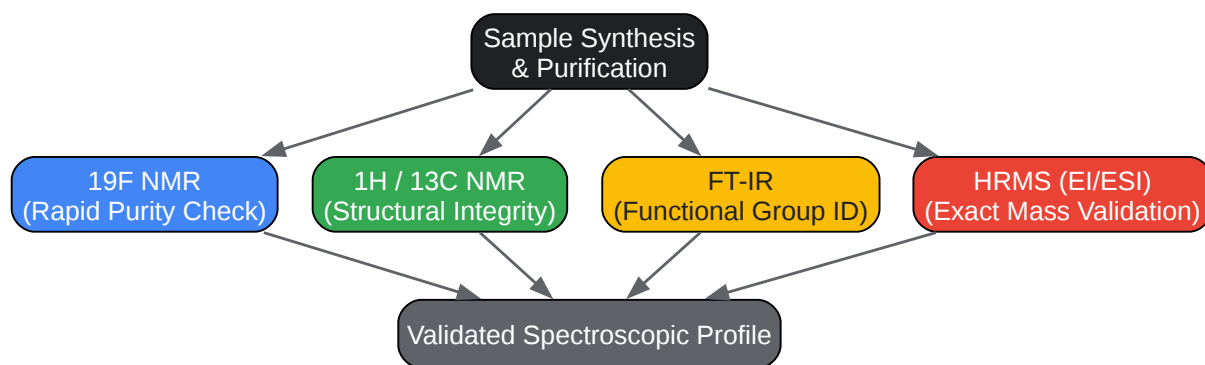 Sample Synthesis
& Purification
19F NMR
(Rapid Purity Check)
1H / 13C NMR
(Structural Integrity)
FT-IR
(Functional Group ID)
HRMS (EI/ESI)
(Exact Mass Validation)
Validated Spectroscopic Profile